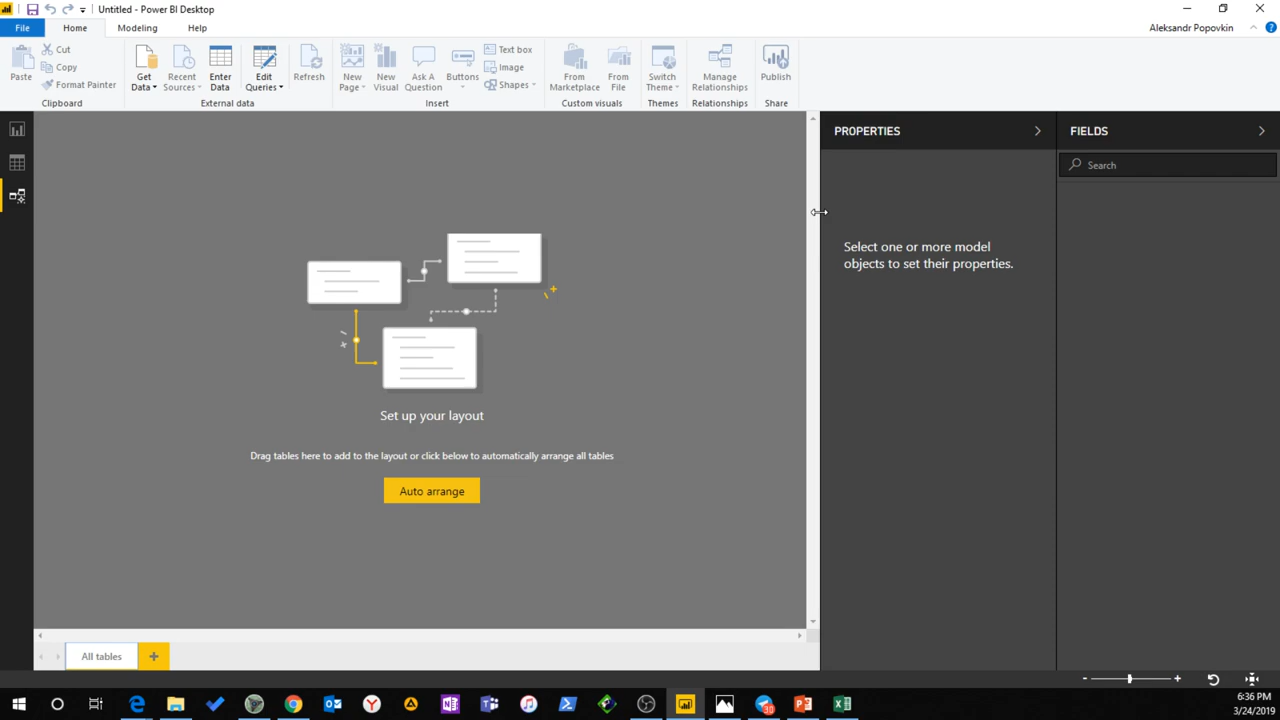 Untitled - Power BI Desktop
File
Home
Modeling
Help
Aleksandr Popovkin
Paste
Cut
Copy
Format Painter
Clipboard
Get
Data
Recent
Sources
Enter
Data
Edit
Queries
Refresh
External data
New
Page
New
Visual
Ask A
Question
Buttons
Text box
Image
Shapes
Insert
From
Marketplace
From
File
Custom visuals
Switch
Theme
Themes
Manage
Relationships
Relationships
Publish
Share
PROPERTIES
FIELDS
Search
Select one or more model
objects to set their properties.
Set up your layout
Drag tables here to add to the layout or click below to automatically arrange all tables
Auto arrange
All tables
6:36 PM
3/24/2019